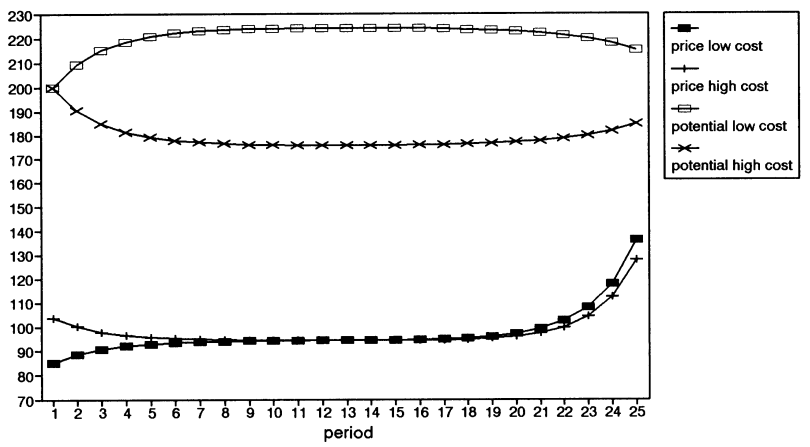 230
220
210
200
190
180
170
160
150
140
130
120
110
100
90
80
70
1 2 3 4 5 6 7 8 9 10 11 12 13 14 15 16 17 18 19 20 21 22 23 24 25
period
price low cost
price high cost
potential low cost
potential high cost